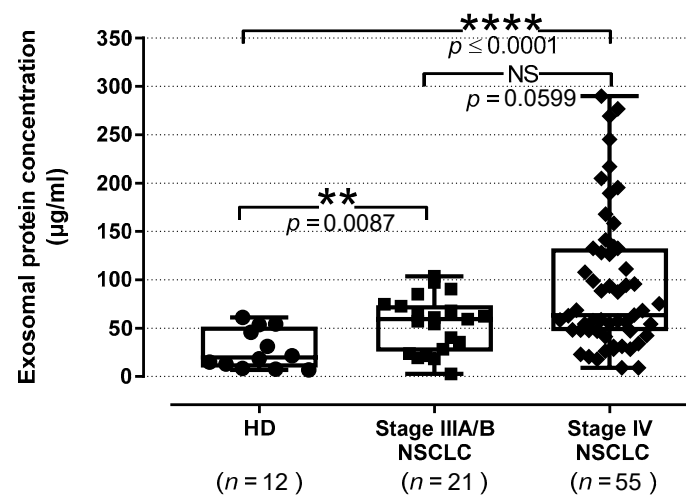 Exosomal protein concentration
(µg/ml)
350
300
250
200
150
100
50
0
****
p ≤ 0.0001
NS
p = 0.0599
**
p = 0.0087
HD
Stage IIIA/B
NSCLC
Stage IV
NSCLC
(n = 12 )
(n = 21 )
(n = 55 )